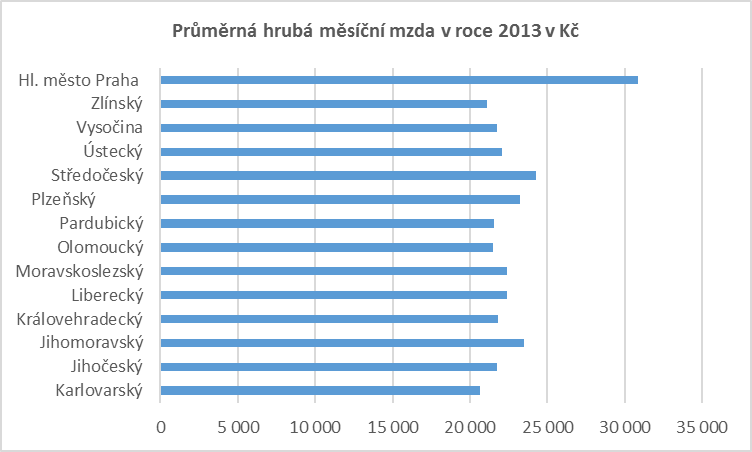 Průměrná hrubá měsíční mzda v roce 2013 v Kč
Hl. město Praha
Zlínský
Vysočina
Ústecký
Středočeský
Plzeňský
Pardubický
Olomoucký
Moravskoslezský
Liberecký
Královehradecký
Jihomoravský
Jihočeský
Karlovarský
0 5 000 10 000 15 000 20 000 25 000 30 000 35 000